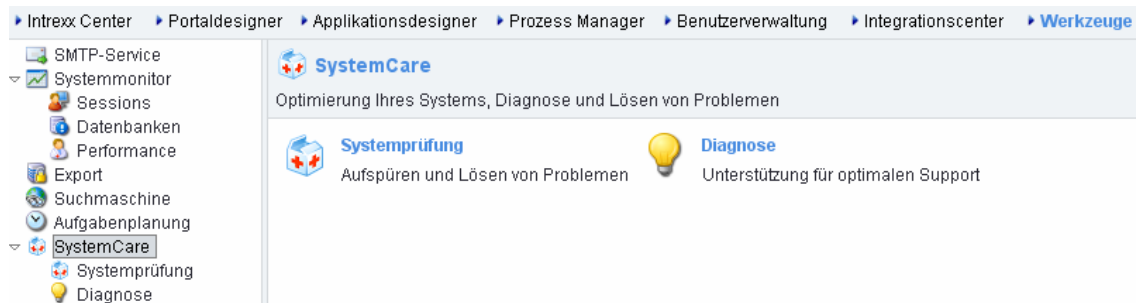 Intrexx Center Portaldesigner Applikationsdesigner Prozess Manager Benutzerverwaltung Integrationscenter Werkzeuge
SMTP-Service
Systemmonitor
Sessions
Datenbanken
Performance
Export
Suchmaschine
Aufgabenplanung
SystemCare
Systemprüfung
Diagnose
SystemCare
Optimierung Ihres Systems, Diagnose und Lösen von Problemen
Systemprüfung
Aufspüren und Lösen von Problemen
Diagnose
Unterstützung für optimalen Support